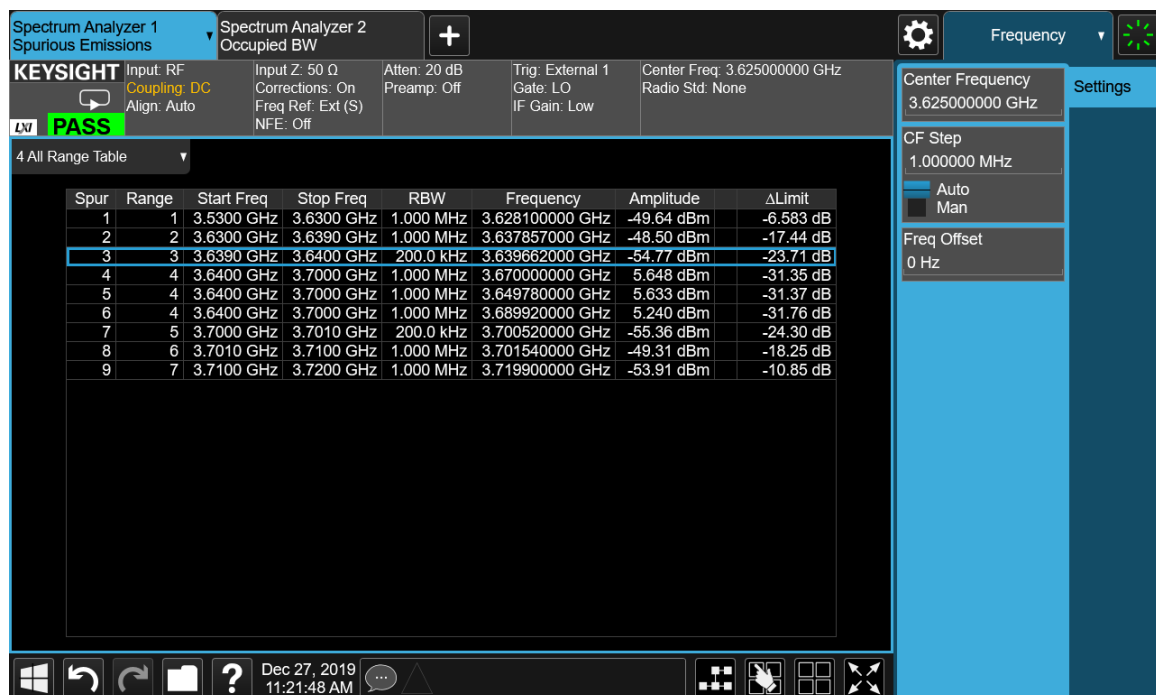 Spectrum Analyzer 1
Spurious Emissions
Spectrum Analyzer 2
Occupied BW
Frequency
KEYSIGHT
Input: RF
Coupling: DC
Align: Auto
Input Z: 50 Ω
Corrections: On
Freq Ref: Ext (S)
NFE: Off
Atten: 20 dB
Preamp: Off
Trig: External 1
Gate: LO
IF Gain: Low
Center Freq: 3.625000000 GHz
Radio Std: None
LXI PASS
4 All Range Table
Spur Range Start Freq Stop Freq RBW Frequency Amplitude ΔLimit
1 1 3.5300 GHz 3.6300 GHz 1.000 MHz 3.628100000 GHz -49.64 dBm -6.583 dB
2 2 3.6300 GHz 3.6390 GHz 1.000 MHz 3.637857000 GHz -48.50 dBm -17.44 dB
3 3 3.6390 GHz 3.6400 GHz 200.0 kHz 3.639662000 GHz -54.77 dBm -23.71 dB
4 4 3.6400 GHz 3.7000 GHz 1.000 MHz 3.670000000 GHz 5.648 dBm -31.35 dB
5 4 3.6400 GHz 3.7000 GHz 1.000 MHz 3.649780000 GHz 5.633 dBm -31.37 dB
6 4 3.6400 GHz 3.7000 GHz 1.000 MHz 3.689920000 GHz 5.240 dBm -31.76 dB
7 5 3.7000 GHz 3.7010 GHz 200.0 kHz 3.700520000 GHz -55.36 dBm -24.30 dB
8 6 3.7010 GHz 3.7100 GHz 1.000 MHz 3.701540000 GHz -49.31 dBm -18.25 dB
9 7 3.7100 GHz 3.7200 GHz 1.000 MHz 3.719900000 GHz -53.91 dBm -10.85 dB
Center Frequency
3.625000000 GHz
Settings
CF Step
1.000000 MHz
Auto
Man
Freq Offset
0 Hz
?
Dec 27, 2019
11:21:48 AM